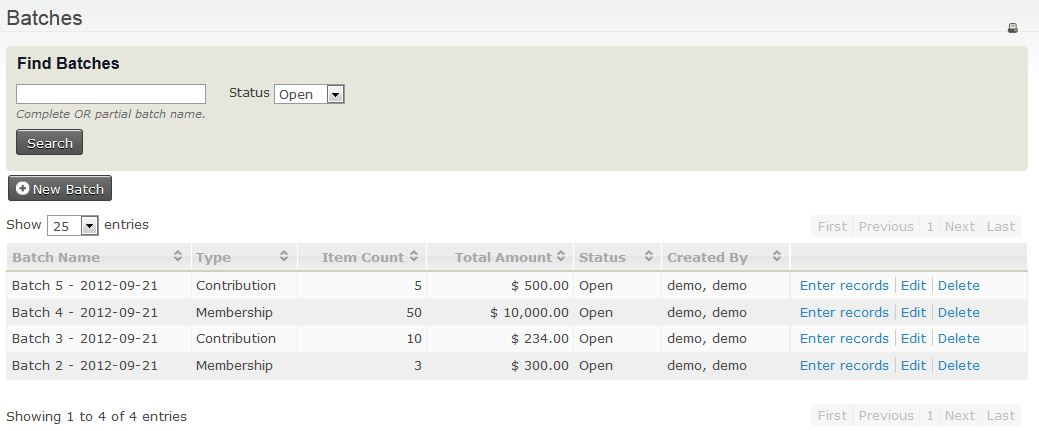 Batches
Find Batches
Status Open
Complete OR partial batch name.
Search
New Batch
Show 25 entries First Previous 1 Next Last
Batch Name Type Item Count Total Amount Status Created By
Batch 5 - 2012-09-21 Contribution 5 $ 500.00 Open demo, demo Enter records Edit Delete
Batch 4 - 2012-09-21 Membership 50 $ 10,000.00 Open demo, demo Enter records Edit Delete
Batch 3 - 2012-09-21 Contribution 10 $ 234.00 Open demo, demo Enter records Edit Delete
Batch 2 - 2012-09-21 Membership 3 $ 300.00 Open demo, demo Enter records Edit Delete
Showing 1 to 4 of 4 entries First Previous 1 Next Last